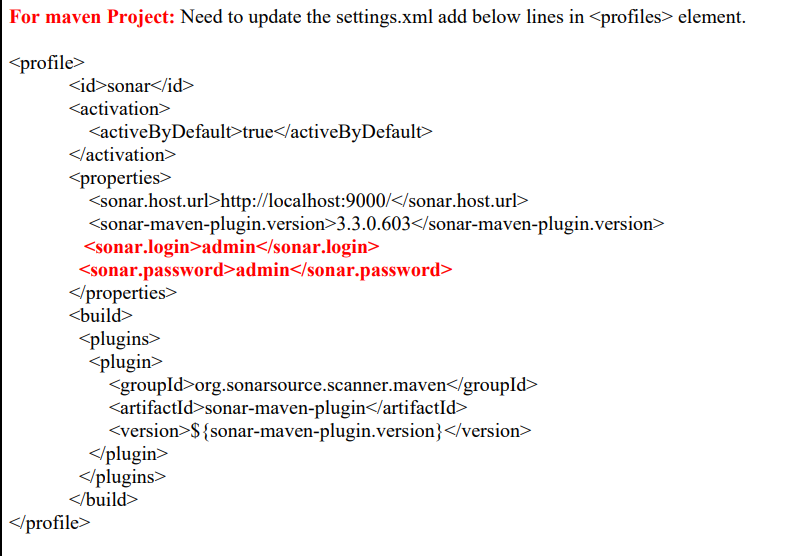 For maven Project: Need to update the settings.xml add below lines in <profiles> element.
<profile>
<id>sonar</id>
<activation>
<activeByDefault>true</activeByDefault>
</activation>
<properties>
<sonar.host.url>http://localhost:9000/</sonar.host.url>
<sonar-maven-plugin.version>3.3.0.603</sonar-maven-plugin.version>
<sonar.login>admin</sonar.login>
<sonar.password>admin</sonar.password>
</properties>
<build>
<plugins>
<plugin>
<groupId>org.sonarsource.scanner.maven</groupId>
<artifactId>sonar-maven-plugin</artifactId>
<version>${sonar-maven-plugin.version}</version>
</plugin>
</plugins>
</build>
</profile>